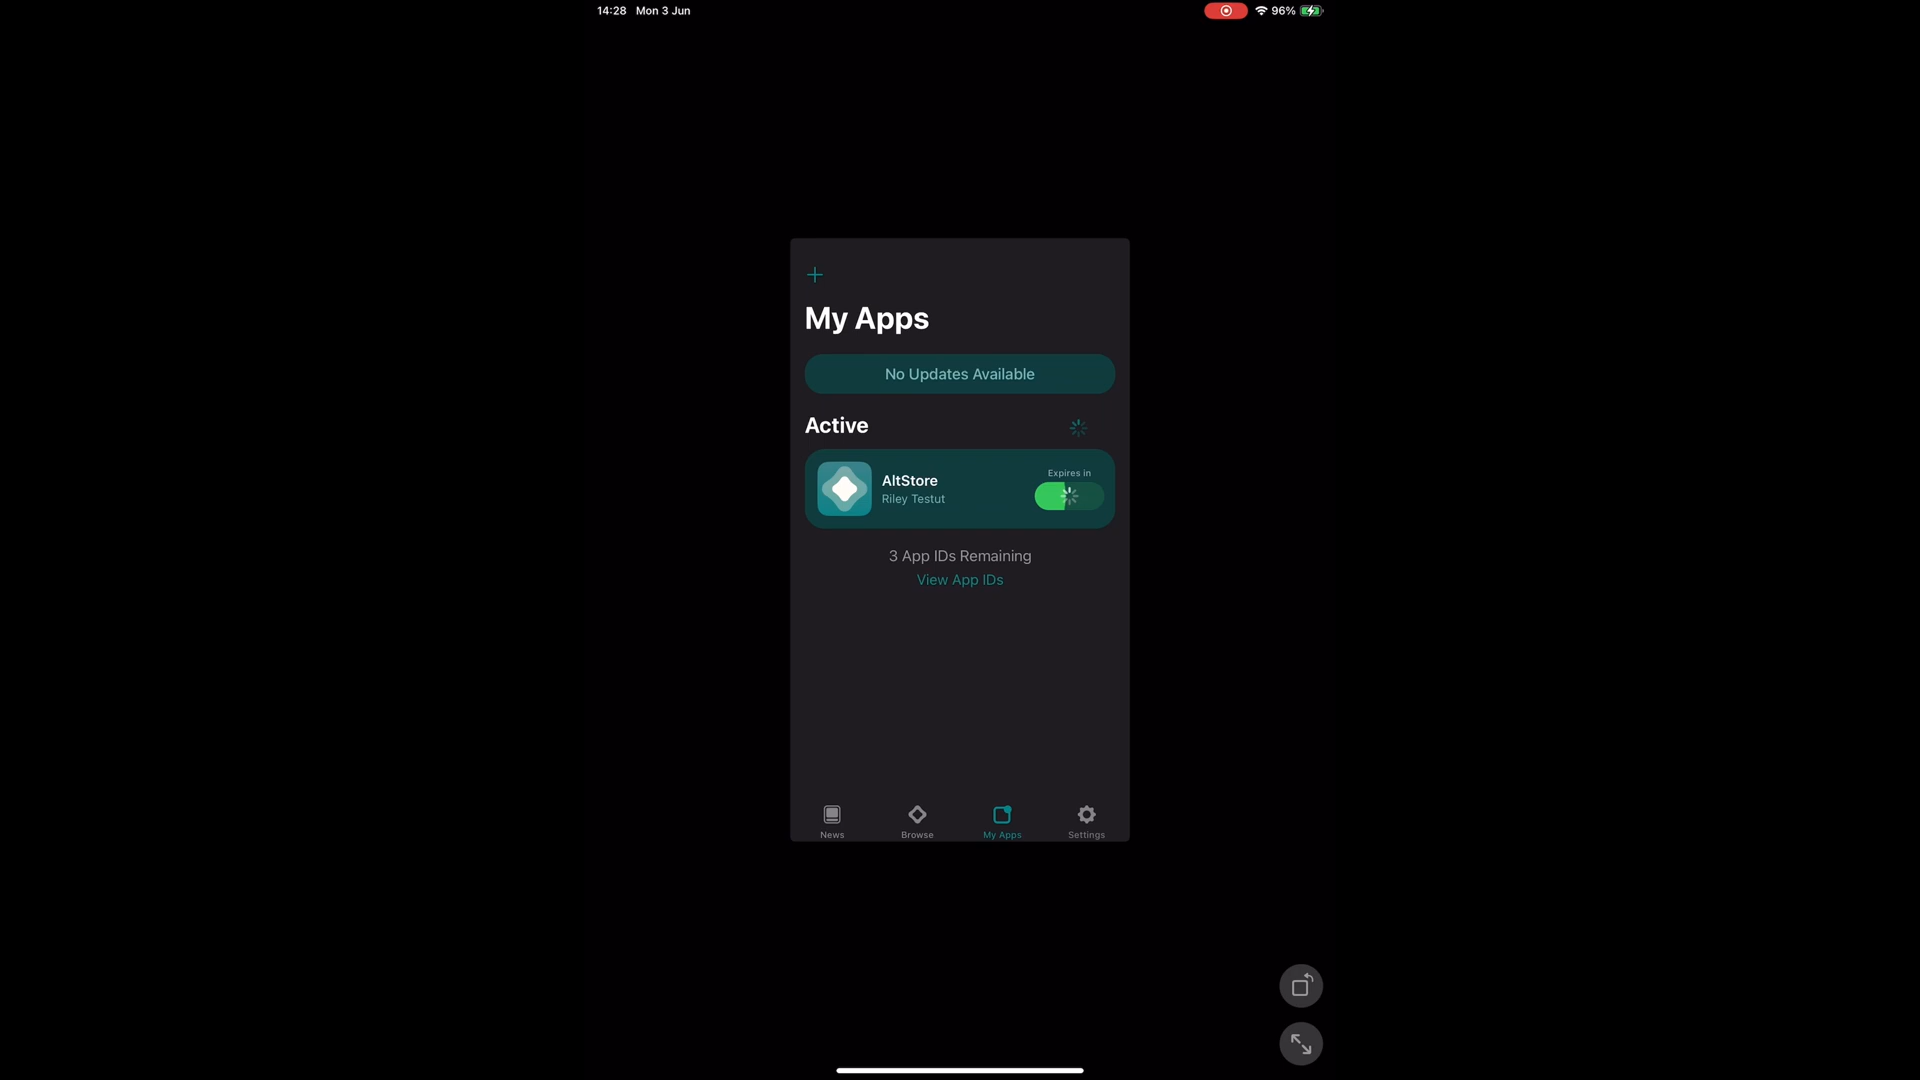 14:28 Mon 3 Jun
96%
My Apps
No Updates Available
Active
AltStore
Riley Testut
Expires in
3 App IDs Remaining
View App IDs
News
Browse
My Apps
Settings